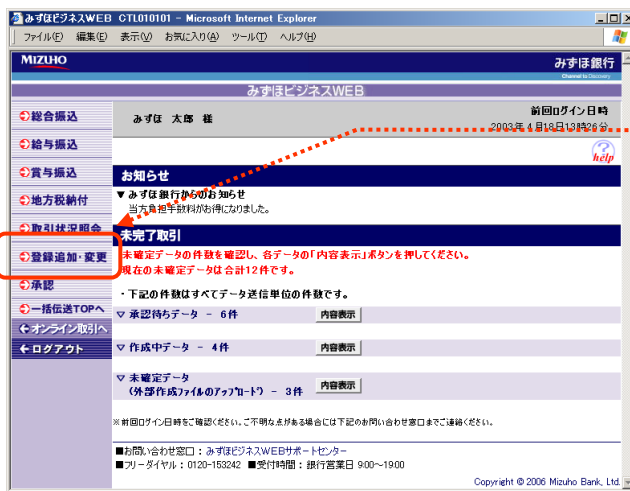 みずほビジネスWEB CTL010101 - Microsoft Internet Explorer
ファイル(F) 編集(E) 表示(V) お気に入り(A) ツール(T) ヘルプ(H)
MIZUHO
みずほ銀行
Channel to Discovery
みずほビジネスWEB
総合振込
給与振込
賞与振込
地方税納付
取引状況照会
登録追加・変更
承認
一括伝送TOPへ
オンライン取引へ
ログアウト
みずほ 太郎 様
前回ログイン日時
2003年 4月18日13時26分
help
お知らせ
▼みずほ銀行からのお知らせ
当方負担手数料がお得になりました。
未完了取引
未確定データの件数を確認し、各データの「内容表示」ボタンを押してください。
現在の未確定データは合計12件です。
・下記の件数はすべてデータ送信単位の件数です。
▽ 承認待ちデータ - 6件 内容表示
▽ 作成中データ - 4件 内容表示
▽ 未確定データ
(外部作成ファイルのアップロード) - 3件 内容表示
※前回ログイン日時をご確認ください。ご不明な点がある場合には下記のお問い合わせ窓口までご連絡ください。
■お問い合わせ窓口：みずほビジネスWEBサポートセンター
■フリーダイヤル：0120-153242 ■受付時間：銀行営業日 9:00～19:00
Copyright © 2006 Mizuho Bank, Ltd.